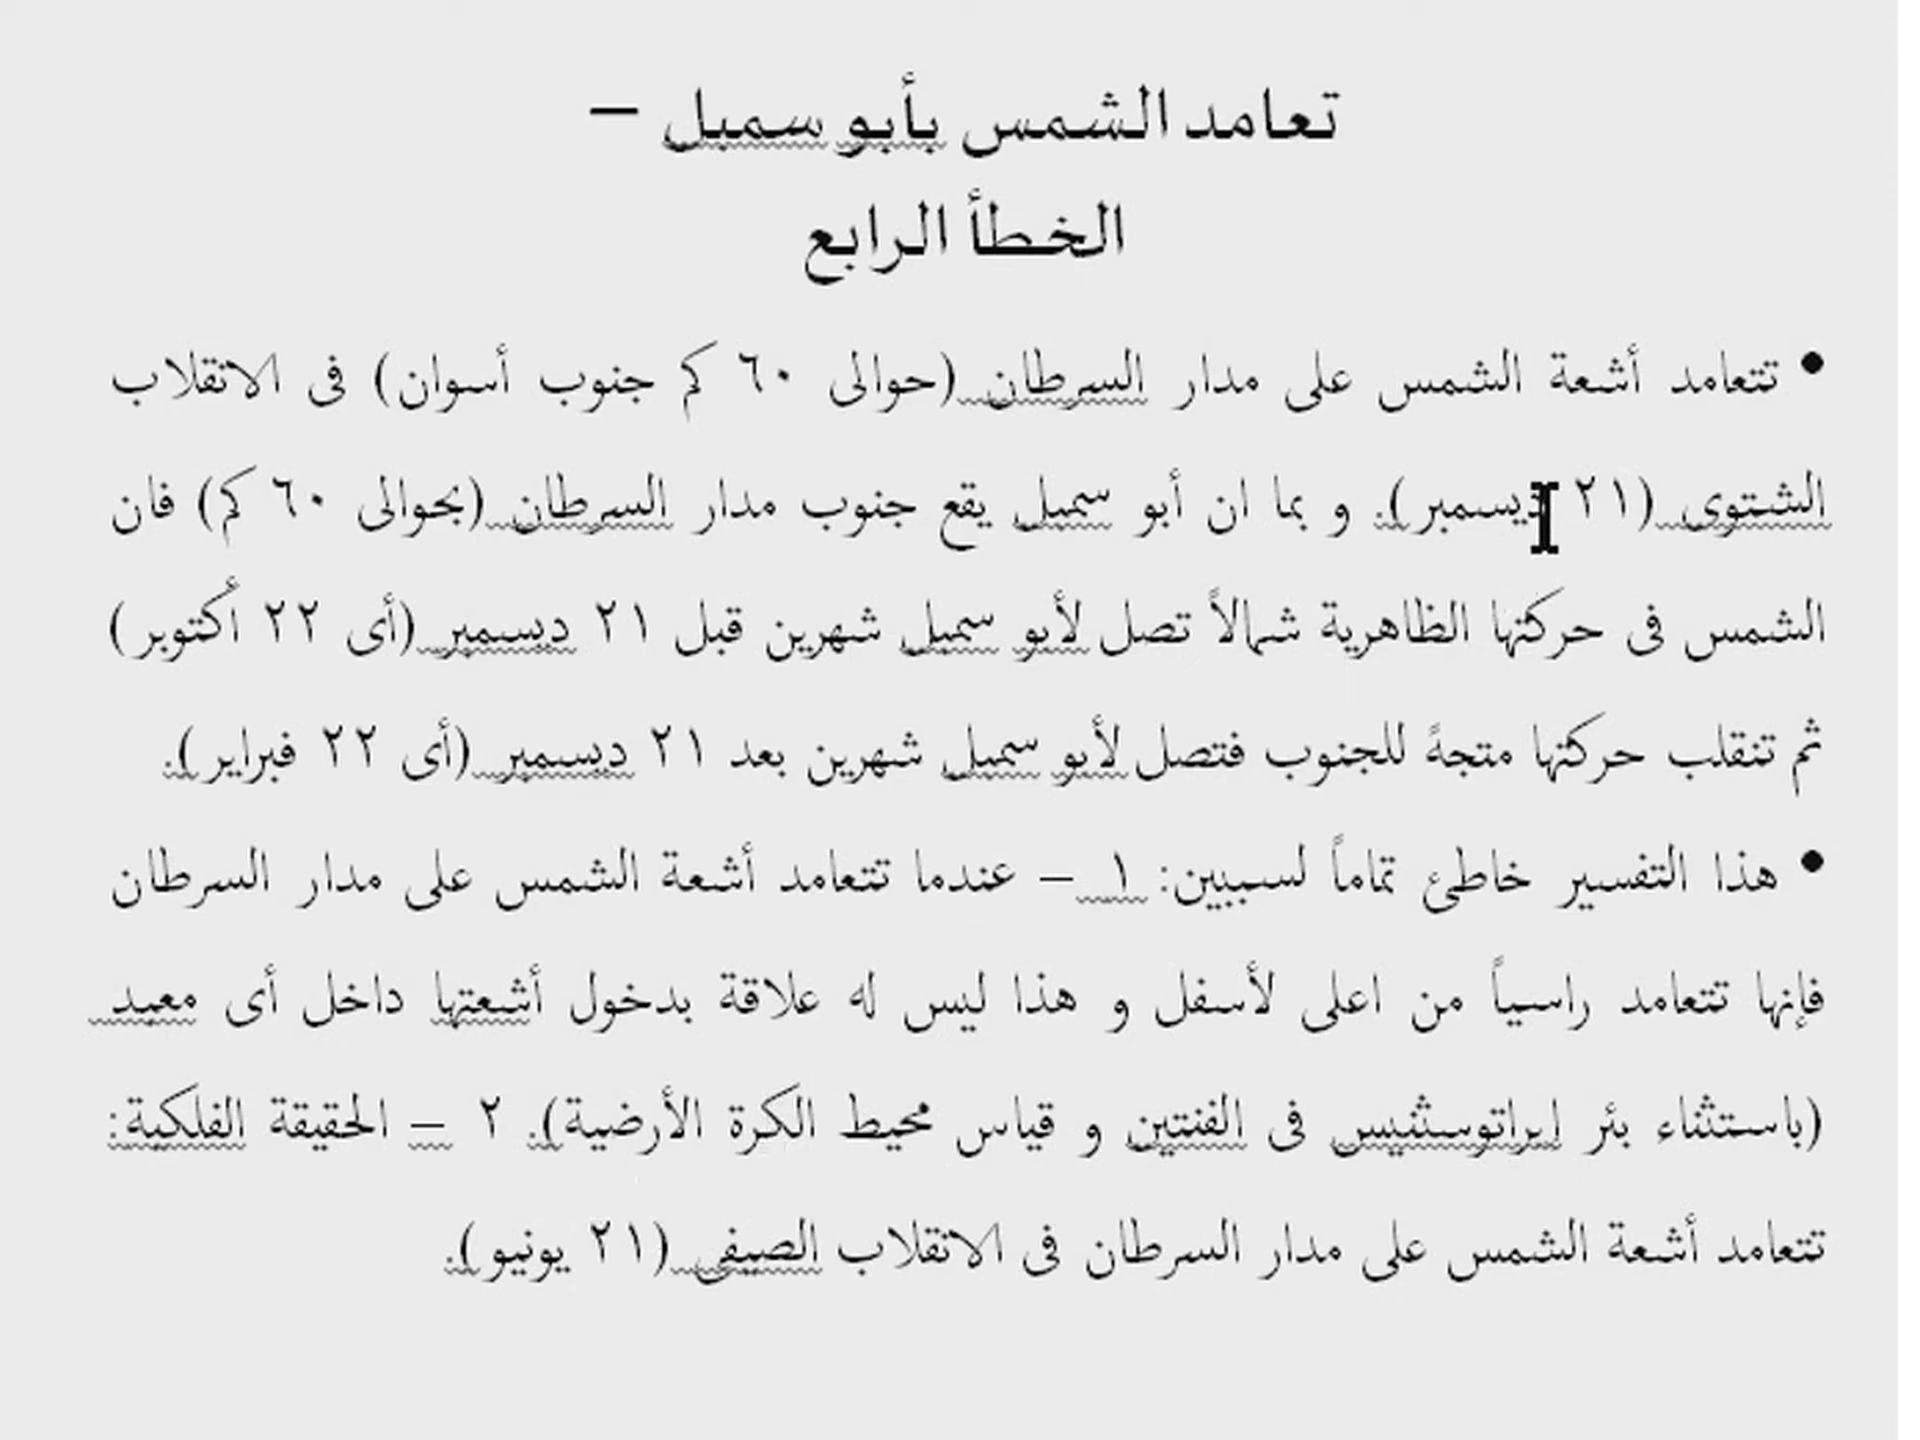 تعامد الشمس بأبو سمبل –
الخطأ الرابع
• تتعامد أشعة الشمس على مدار السرطان (حوالى ٦٠ كم جنوب أسوان) فى الانقلاب
الشتوى (٢١ ديسمبر). و بما ان أبو سمبل يقع جنوب مدار السرطان (بحوالى ٦٠ كم) فان
الشمس فى حركتها الظاهرية شمالاً تصل لأبو سمبل شهرين قبل ٢١ ديسمبر (أى ٢٢ أكتوبر)
ثم تنقلب حركتها متجهً للجنوب فتصل لأبو سمبل شهرين بعد ٢١ ديسمبر (أى ٢٢ فبراير).
• هذا التفسير خاطئ تماماً لسببين: ١ – عندما تتعامد أشعة الشمس على مدار السرطان
فإنها تتعامد راسياً من اعلى لأسفل و هذا ليس له علاقة بدخول أشعتها داخل أى معبد
(باستثناء بئر إيراتوسثنيس فى الفنتين و قياس محيط الكرة الأرضية). ٢ – الحقيقة الفلكية:
تتعامد أشعة الشمس على مدار السرطان فى الانقلاب الصيفى (٢١ يونيو).